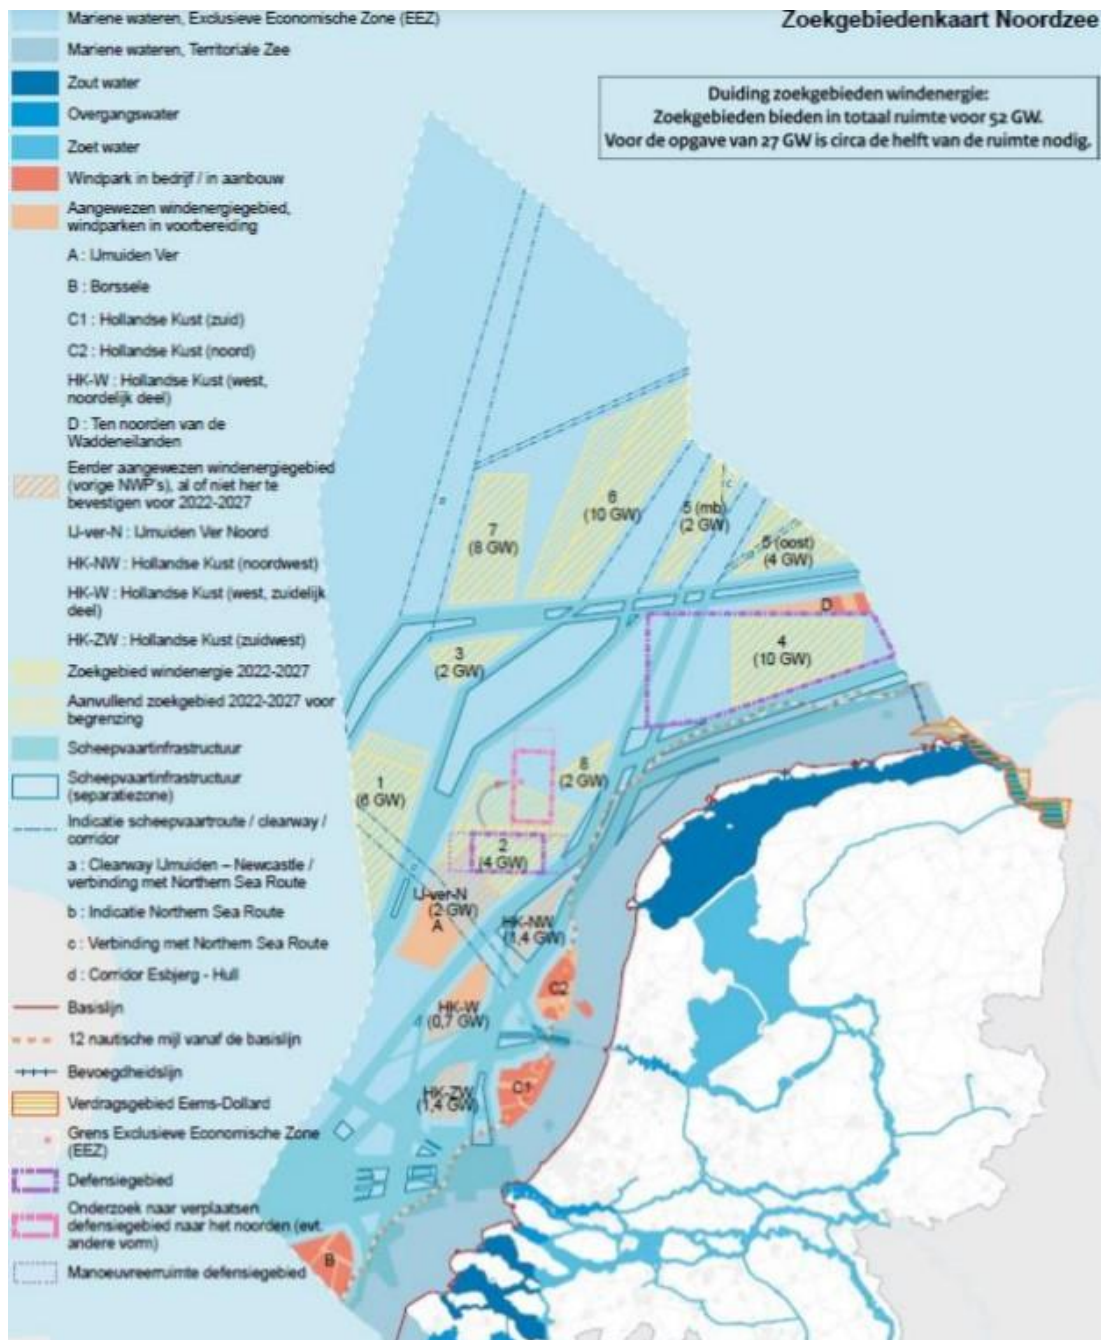 Mariene wateren, Exclusieve Economische Zone (EEZ)
Zoekgebiedenkaart Noordzee
Mariene wateren, Territoriale Zee
Zout water
Duiding zoekgebieden windenergie:
Zoekgebieden bieden in totaal ruimte voor 52 GW.
Voor de opgave van 27 GW is circa de helft van de ruimte nodig.
Overgangswater
Zoet water
Windpark in bedrijf / in aanbouw
Aangewezen windenergiegebied,
windparken in voorbereiding
A : IJmuiden Ver
B : Borssele
C1 : Hollandse Kust (zuid)
C2 : Hollandse Kust (noord)
HK-W : Hollandse Kust (west,
noordelijk deel)
D : Ten noorden van de
Waddeneilanden
Eerder aangewezen windenergiegebied
(vorige NWP's), al of niet her te
bevestigen voor 2022-2027
IJ-ver-N : IJmuiden Ver Noord
HK-NW : Hollandse Kust (noordwest)
HK-W : Hollandse Kust (west, zuidelijk
deel)
HK-ZW : Hollandse Kust (zuidwest)
Zoekgebied windenergie 2022-2027
Aanvullend zoekgebied 2022-2027 voor
begrenzing
Scheepvaartinfrastructuur
Scheepvaartinfrastructuur
(separatiezone)
Indicatie scheepvaartroute / clearway /
corridor
a : Clearway IJmuiden – Newcastle /
verbinding met Northern Sea Route
b : Indicatie Northern Sea Route
c : Verbinding met Northern Sea Route
d : Corridor Esbjerg - Hull
Basislijn
12 nautische mijl vanaf de basislijn
Bevoegdheidslijn
Verdragsgebied Eems-Dollard
Grens Exclusieve Economische Zone
(EEZ)
Defensiegebied
Onderzoek naar verplaatsen
defensiegebied naar het noorden (evt.
andere vorm)
Manoeuvreerruimte defensiegebied
6
(10 GW)
7
(8 GW)
5 (mb)
(2 GW)
c
5 (oost)
(4 GW)
D
4
(10 GW)
3
(2 GW)
8
(2 GW)
1
(6 GW)
2
(4 GW)
IJ-ver-N
(2 GW)
A
HK-NW
(1,4 GW)
C2
HK-W
(0,7 GW)
C1
HK-ZW
(1,4 GW)
B